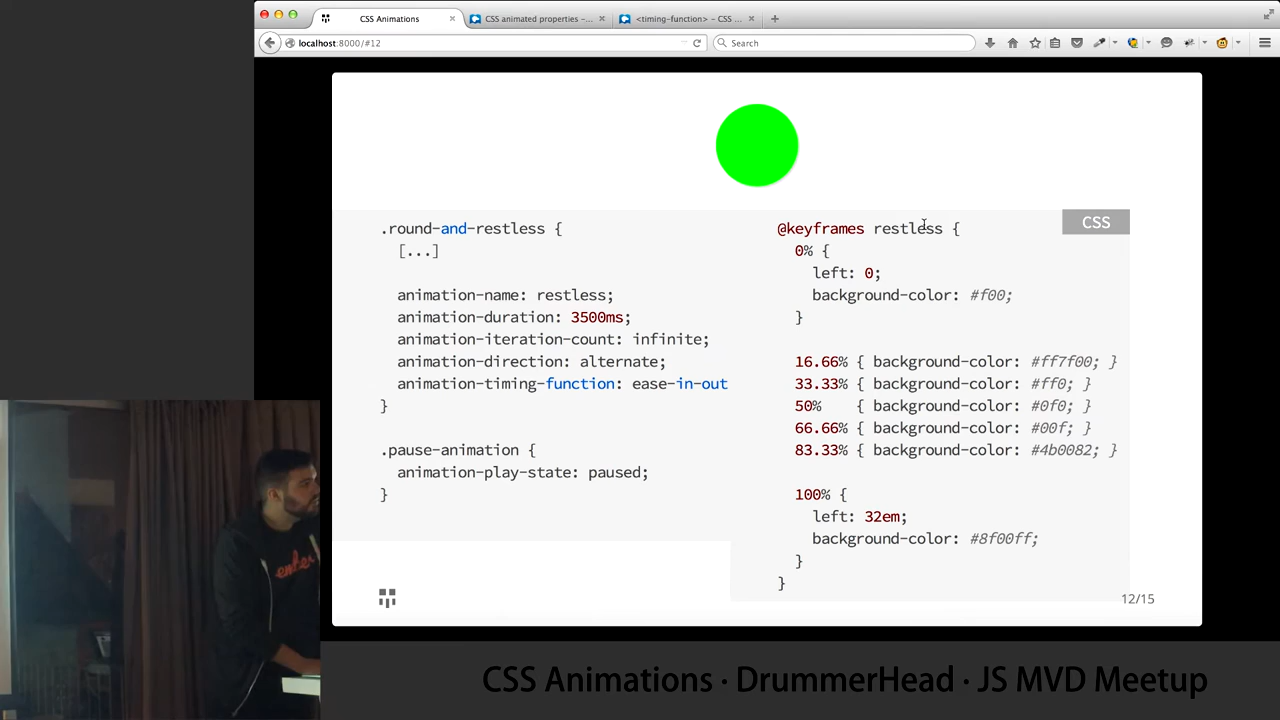 CSS Animations
CSS animated properties -...
<timing-function> - CSS ...
localhost:8000/#12
Search
CSS
.round-and-restless {
[...]
animation-name: restless;
animation-duration: 3500ms;
animation-iteration-count: infinite;
animation-direction: alternate;
animation-timing-function: ease-in-out
}
.pause-animation {
animation-play-state: paused;
}
@keyframes restless {
0% {
left: 0;
background-color: #f00;
}
16.66% { background-color: #ff7f00; }
33.33% { background-color: #ff0; }
50% { background-color: #0f0; }
66.66% { background-color: #00f; }
83.33% { background-color: #4b0082; }
100% {
left: 32em;
background-color: #8f00ff;
}
}
12/15
ember
CSS Animations · DrummerHead · JS MVD Meetup